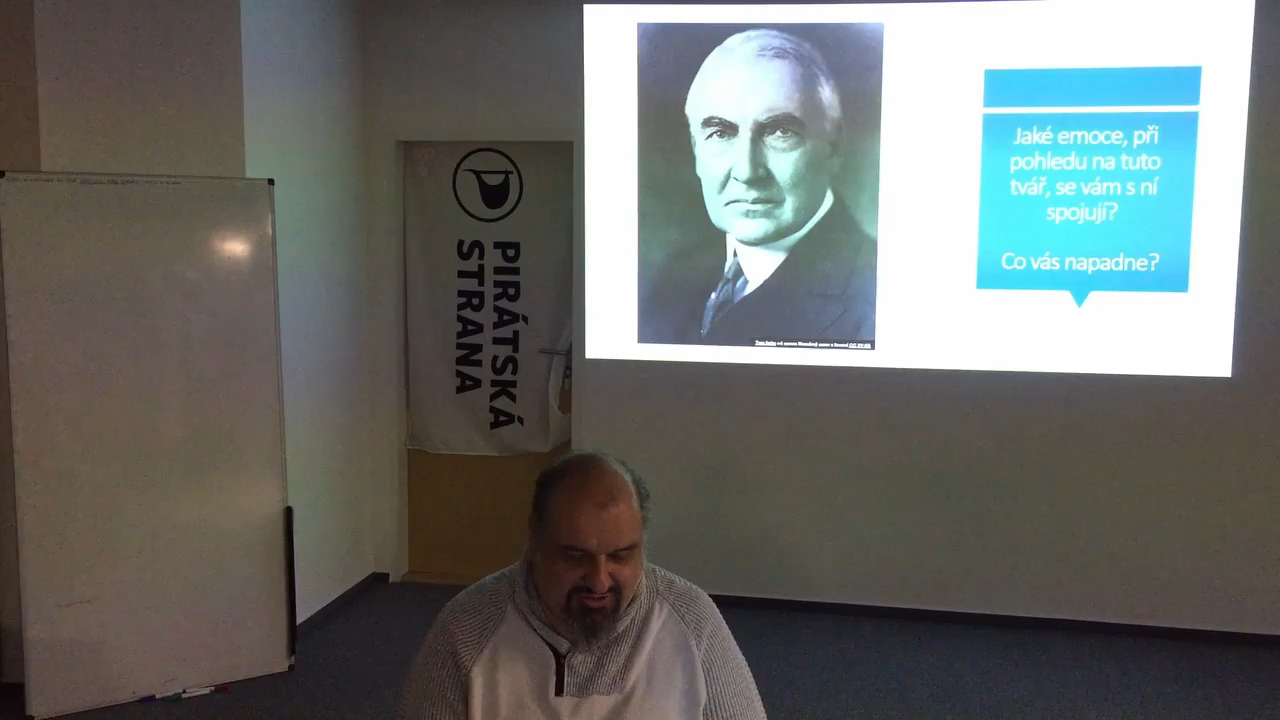 PIRÁTSKÁ
STRANA
Jaké emoce, při
pohledu na tuto
tvář, se vám s ní
spojují?
Co vás napadne?